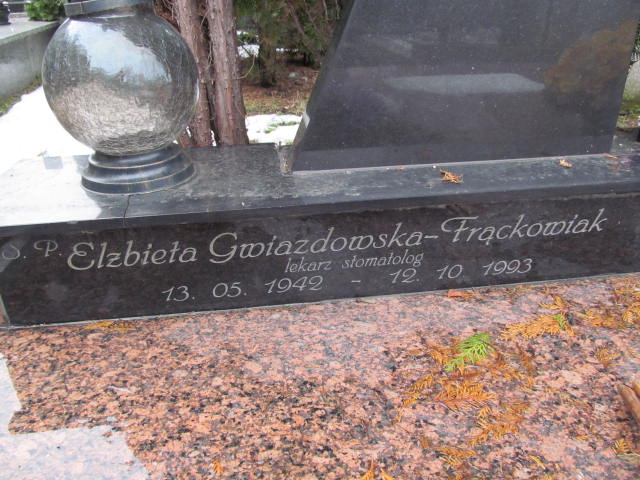 Ś. P. Elżbieta Gwiazdowska-Frąckowiak
lekarz stomatolog
13. 05. 1942 - 12. 10. 1993